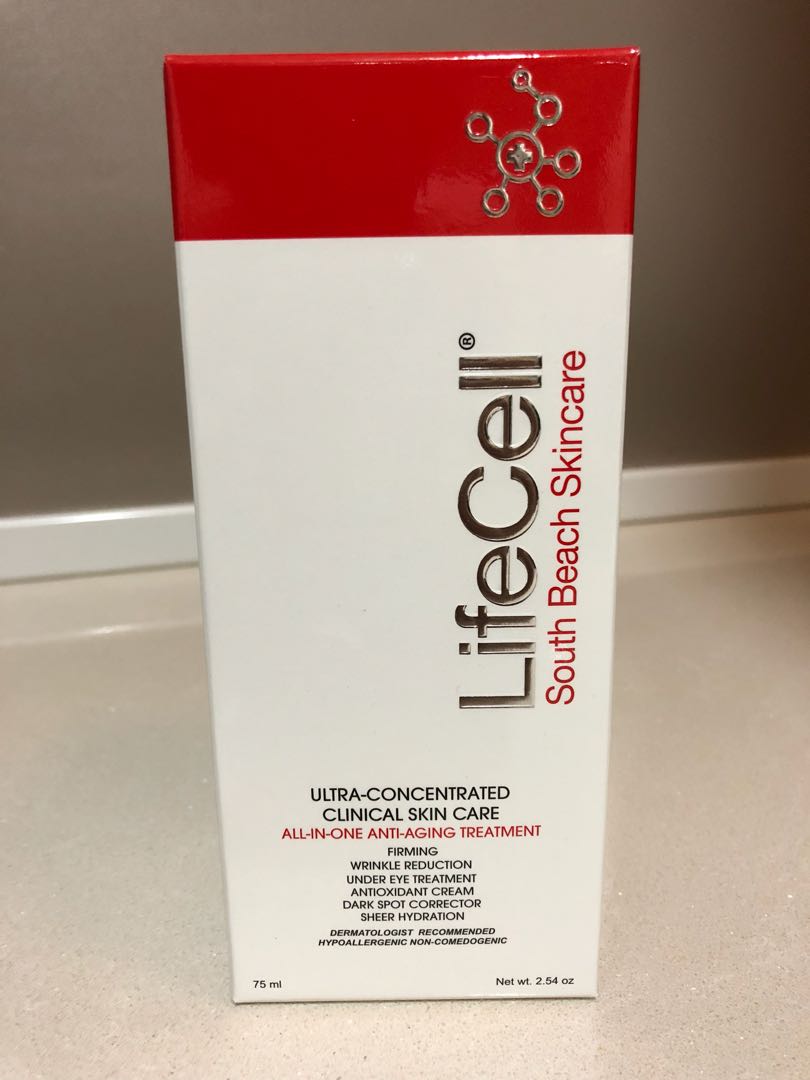 LifeCell®
South Beach Skincare
ULTRA-CONCENTRATED
CLINICAL SKIN CARE
ALL-IN-ONE ANTI-AGING TREATMENT
FIRMING
WRINKLE REDUCTION
UNDER EYE TREATMENT
ANTIOXIDANT CREAM
DARK SPOT CORRECTOR
SHEER HYDRATION
DERMATOLOGIST RECOMMENDED
HYPOALLERGENIC NON-COMEDOGENIC
75 ml Net wt. 2.54 oz